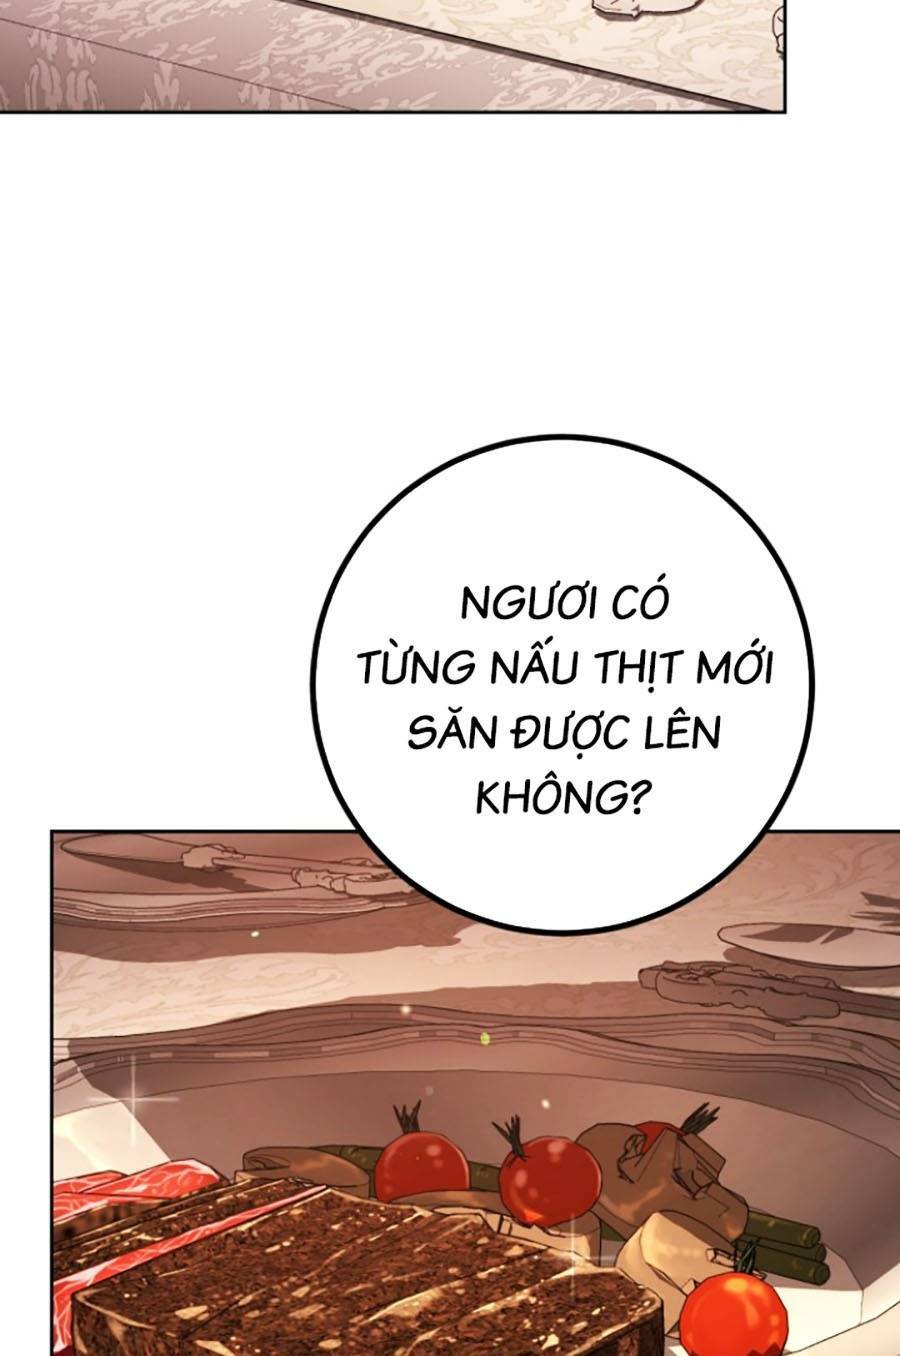 NGƯƠI CÓ
TỪNG NẤU THỊT MỚI
SĂN ĐƯỢC LÊN
KHÔNG?